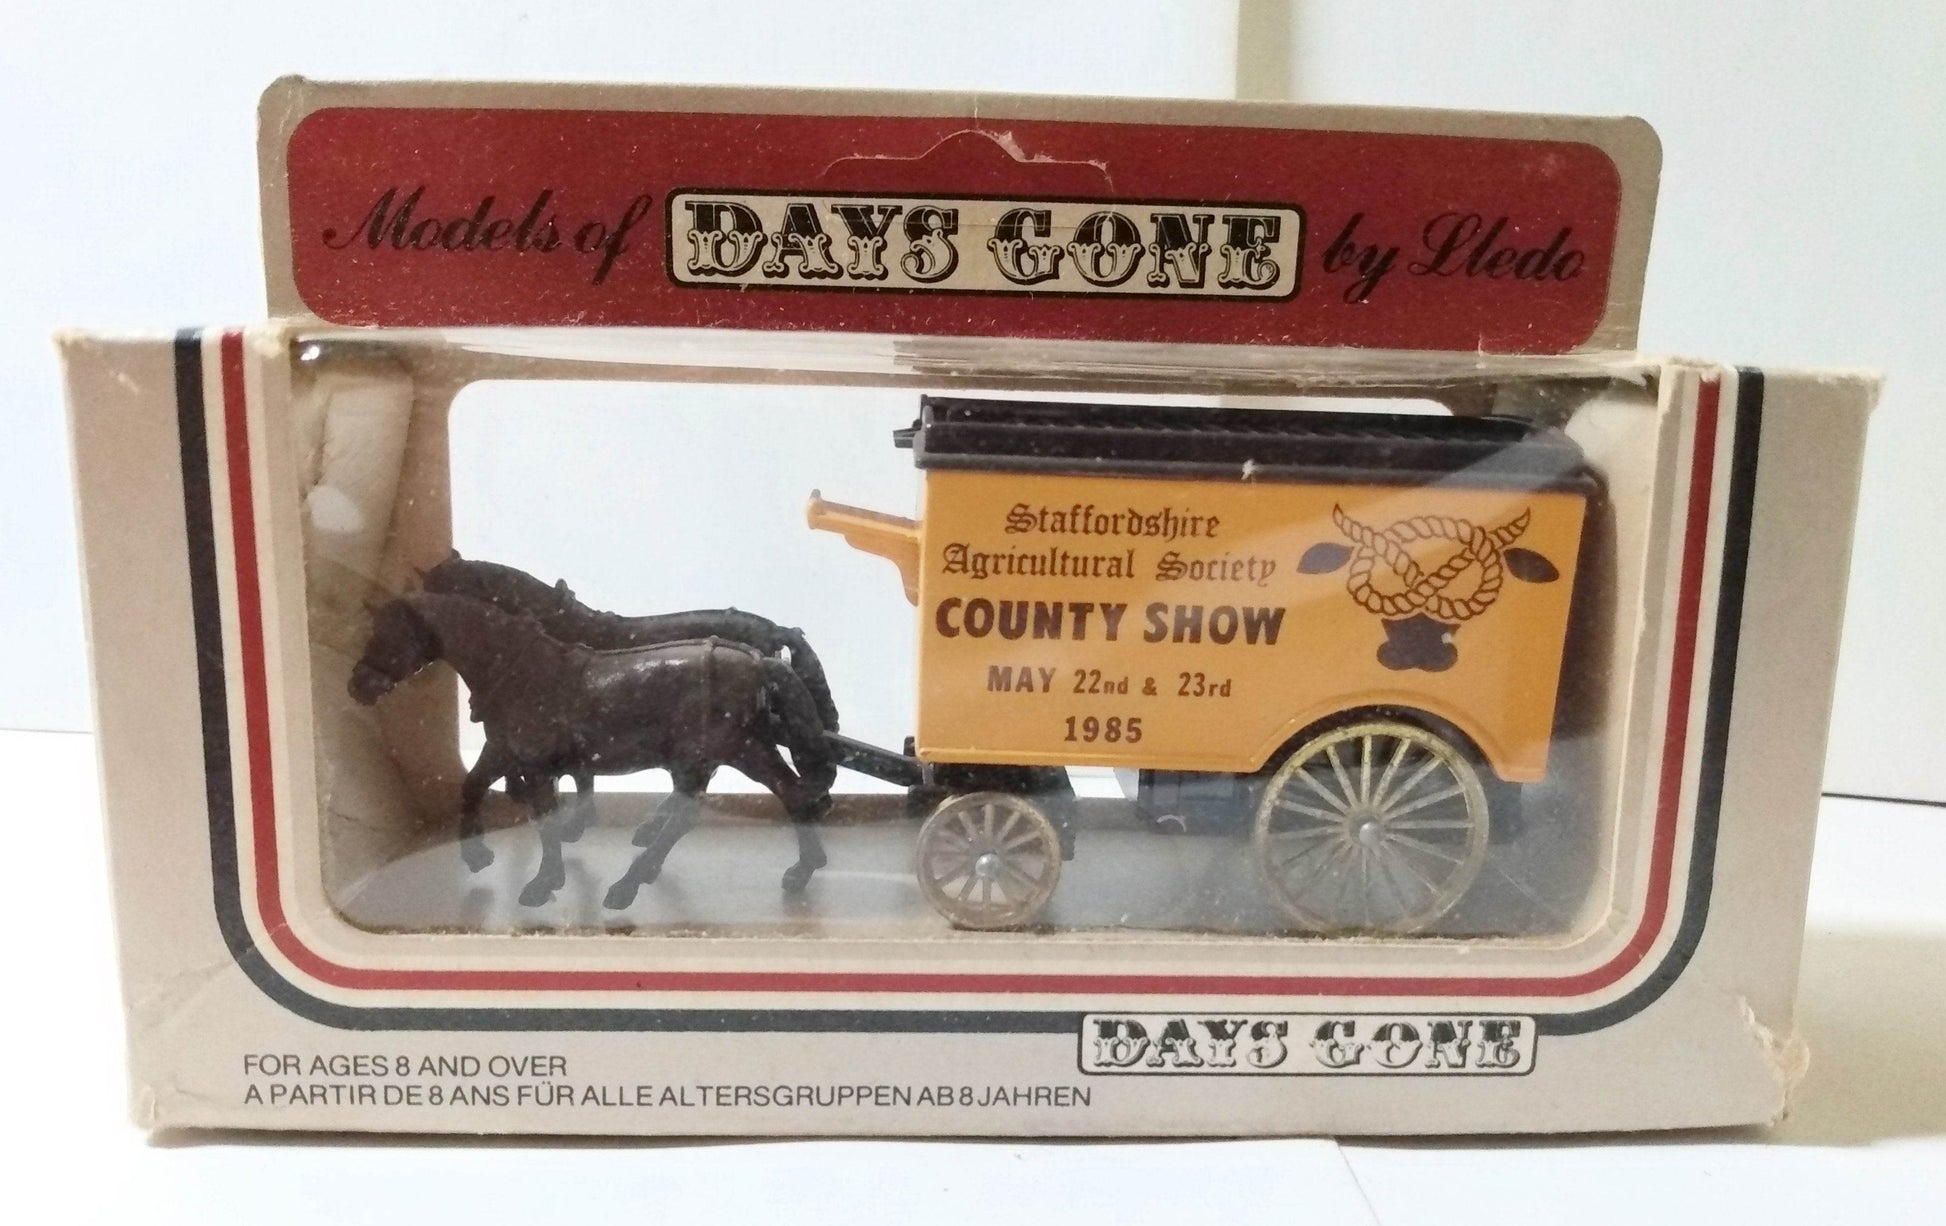 Models of DAYS GONE by Lledo
Staffordshire
Agricultural Society
COUNTY SHOW
MAY 22nd & 23rd
1985
DAYS GONE
FOR AGES 8 AND OVER
A PARTIR DE 8 ANS FÜR ALLE ALTERSGRUPPEN AB 8 JAHREN